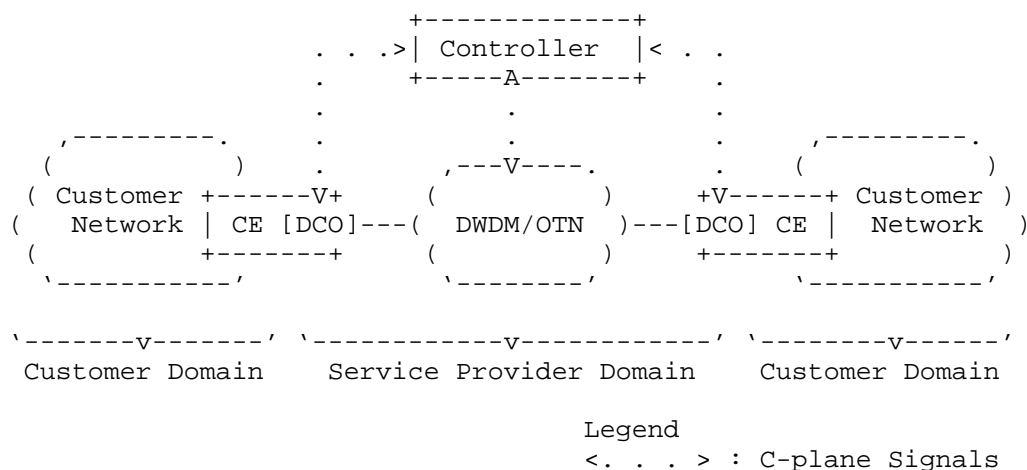 +-------------+
                          . . .>| Controller  |< . .
                          .     +-----A-------+      .
                          .           .              .
    ,---------.           .           .              .      ,---------.
   (           )          .      ,---V----.          .     (           )
  ( Customer +------V+      (          )      +V------+ Customer )
 (   Network | CE [DCO]---(  DWDM/OTN  )---[DCO] CE |  Network  )
  (          +-------+      (          )      +-------+          )
   `-----------'             `--------'             `-----------'

`-------v-------' `------------v------------' `--------v------'
 Customer Domain    Service Provider Domain    Customer Domain

                                        Legend
                                        <. . . > : C-plane Signals